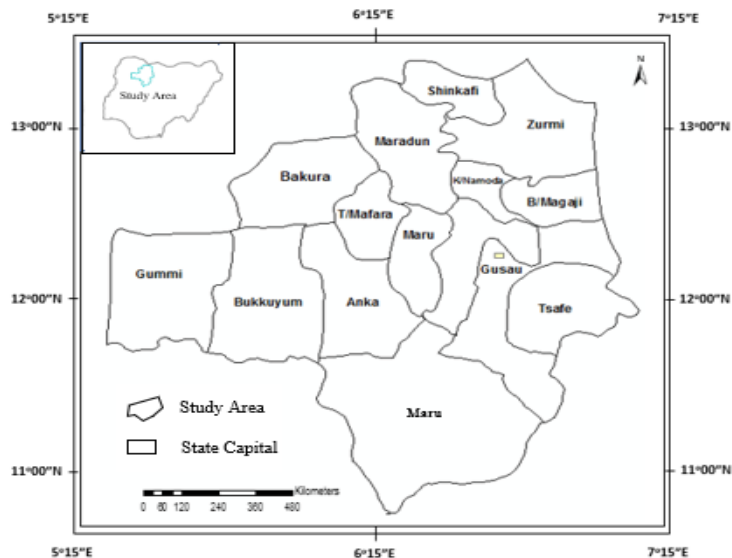 5°15'E 6°15'E 7°15'E
N
Study Area
Shinkafi
13°00"N 13°00"N
Zurmi
Maradun
Bakura
K/Namoda
B/Magaji
T/Mafara
Maru
Gummi
Gusau
12°00"N 12°00"N
Bukkuyum
Anka
Tsafe
Study Area
Maru
State Capital
11°00"N 11°00"N
Kilometers
0 60 120 240 360 480
5°15'E 6°15'E 7°15'E